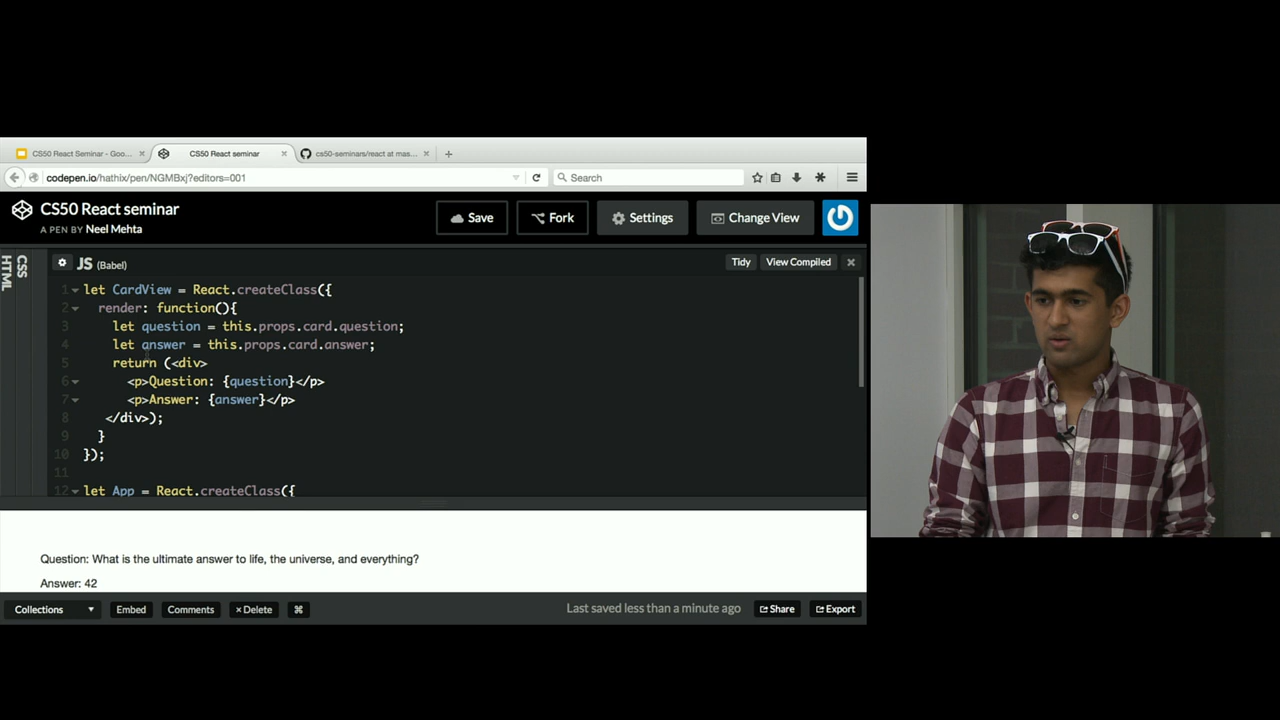 CS50 React Seminar - Goo...
CS50 React seminar
cs50-seminars/react at mas...
codepen.io/hathix/pen/NGMBxj?editors=001
Search
CS50 React seminar
A PEN BY Neel Mehta
Save
Fork
Settings
Change View
HTML
CSS
JS (Babel)
Tidy
View Compiled
1 let CardView = React.createClass({
2 render: function(){
3 let question = this.props.card.question;
4 let answer = this.props.card.answer;
5 return (<div>
6 <p>Question: {question}</p>
7 <p>Answer: {answer}</p>
8 </div>);
9 }
10 });
11
12 let App = React.createClass({
Question: What is the ultimate answer to life, the universe, and everything?
Answer: 42
Collections
Embed
Comments
× Delete
⌘
Last saved less than a minute ago
Share
Export